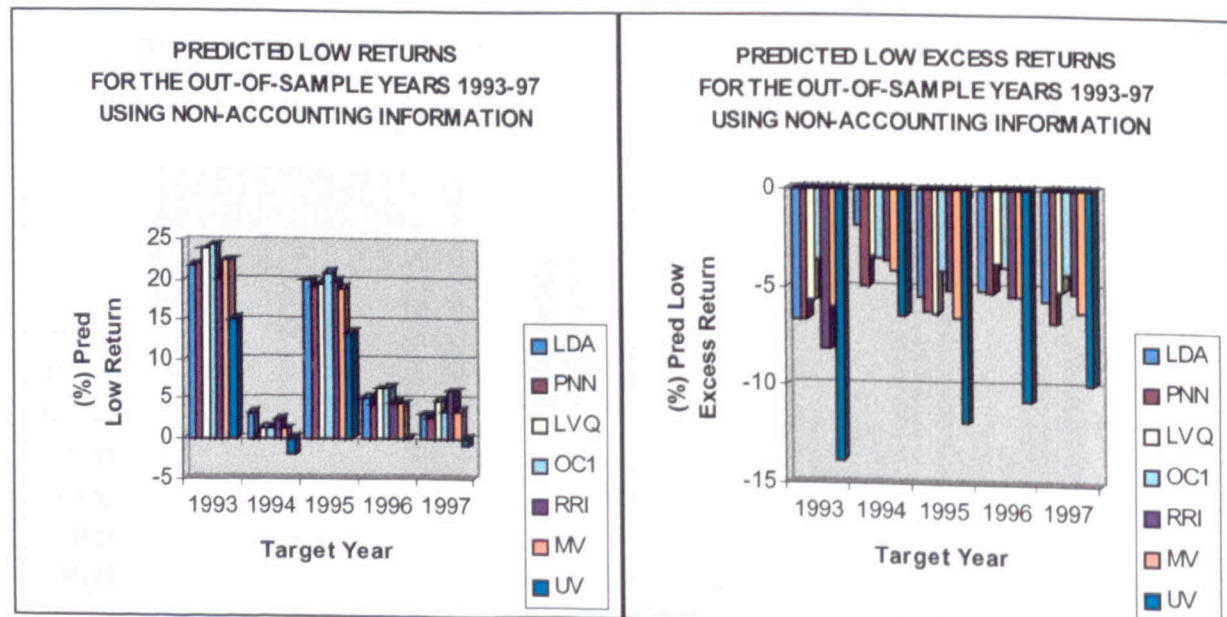 PREDICTED LOW RETURNS
FOR THE OUT-OF-SAMPLE YEARS 1993-97
USING NON-ACCOUNTING INFORMATION
(%) Pred
Low Return
25
20
15
10
5
0
-5
1993 1994 1995 1996 1997
Target Year
LDA
PNN
LVQ
OC1
RRI
MV
UV
PREDICTED LOW EXCESS RETURNS
FOR THE OUT-OF-SAMPLE YEARS 1993-97
USING NON-ACCOUNTING INFORMATION
(%) Pred Low
Excess Return
0
-5
-10
-15
1993 1994 1995 1996 1997
Target Year
LDA
PNN
LVQ
OC1
RRI
MV
UV